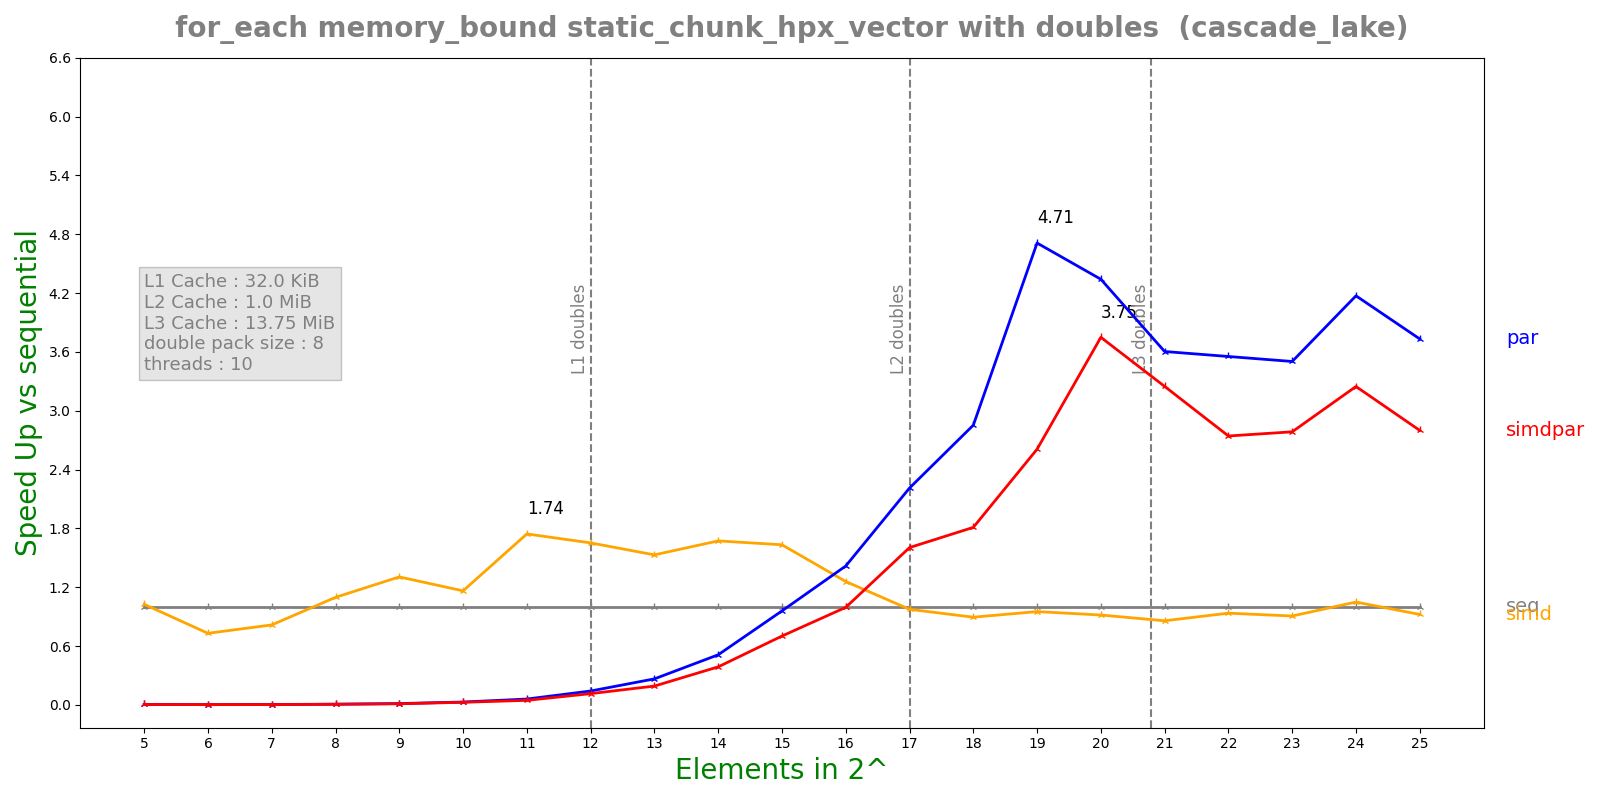 for_each memory_bound static_chunk_hpx_vector with doubles (cascade_lake)
Speed Up vs sequential
6.6
6.0
5.4
4.8
4.2
3.6
3.0
2.4
1.8
1.2
0.6
0.0
L1 Cache : 32.0 KiB
L2 Cache : 1.0 MiB
L3 Cache : 13.75 MiB
double pack size : 8
threads : 10
L1 doubles
L2 doubles
L3 doubles
1.74
4.71
3.75
par
simdpar
seq
simd
5 6 7 8 9 10 11 12 13 14 15 16 17 18 19 20 21 22 23 24 25
Elements in 2^